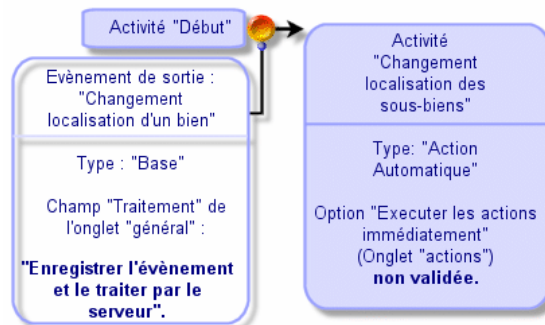 Activité "Début"
Evènement de sortie :
"Changement
localisation d'un bien"
Type : "Base"
Champ "Traitement" de
l'onglet "général" :
"Enregistrer l'évènement
et le traiter par le
serveur".
Activité
"Changement
localisation des
sous-biens"
Type: "Action
Automatique"
Option "Executer les actions
immédiatement"
(Onglet "actions")
non validée.